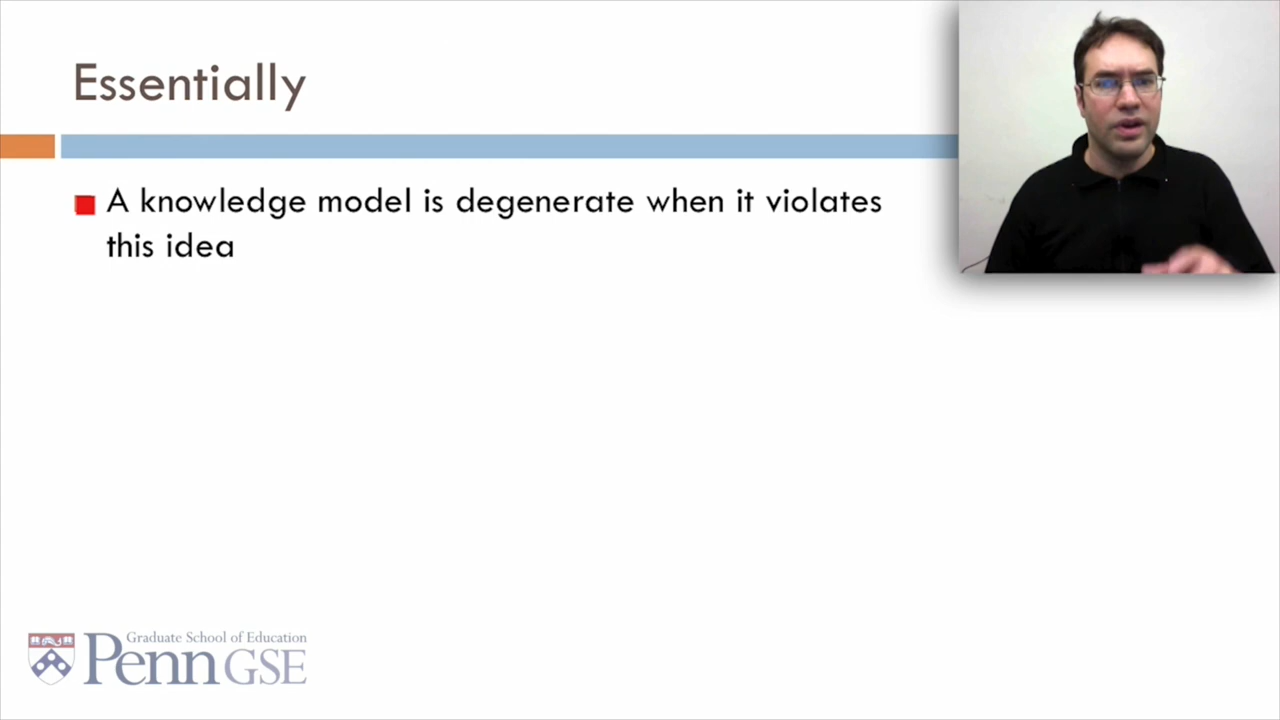 Essentially
A knowledge model is degenerate when it violates
this idea
Graduate School of Education
Penn GSE